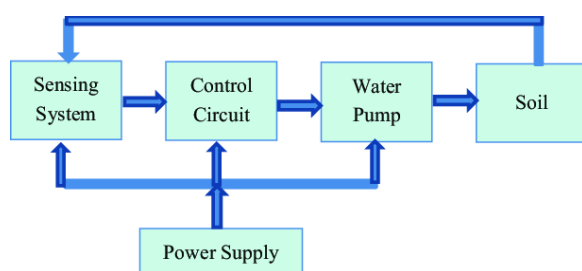 Sensing
System
Control
Circuit
Water
Pump
Soil
Power Supply